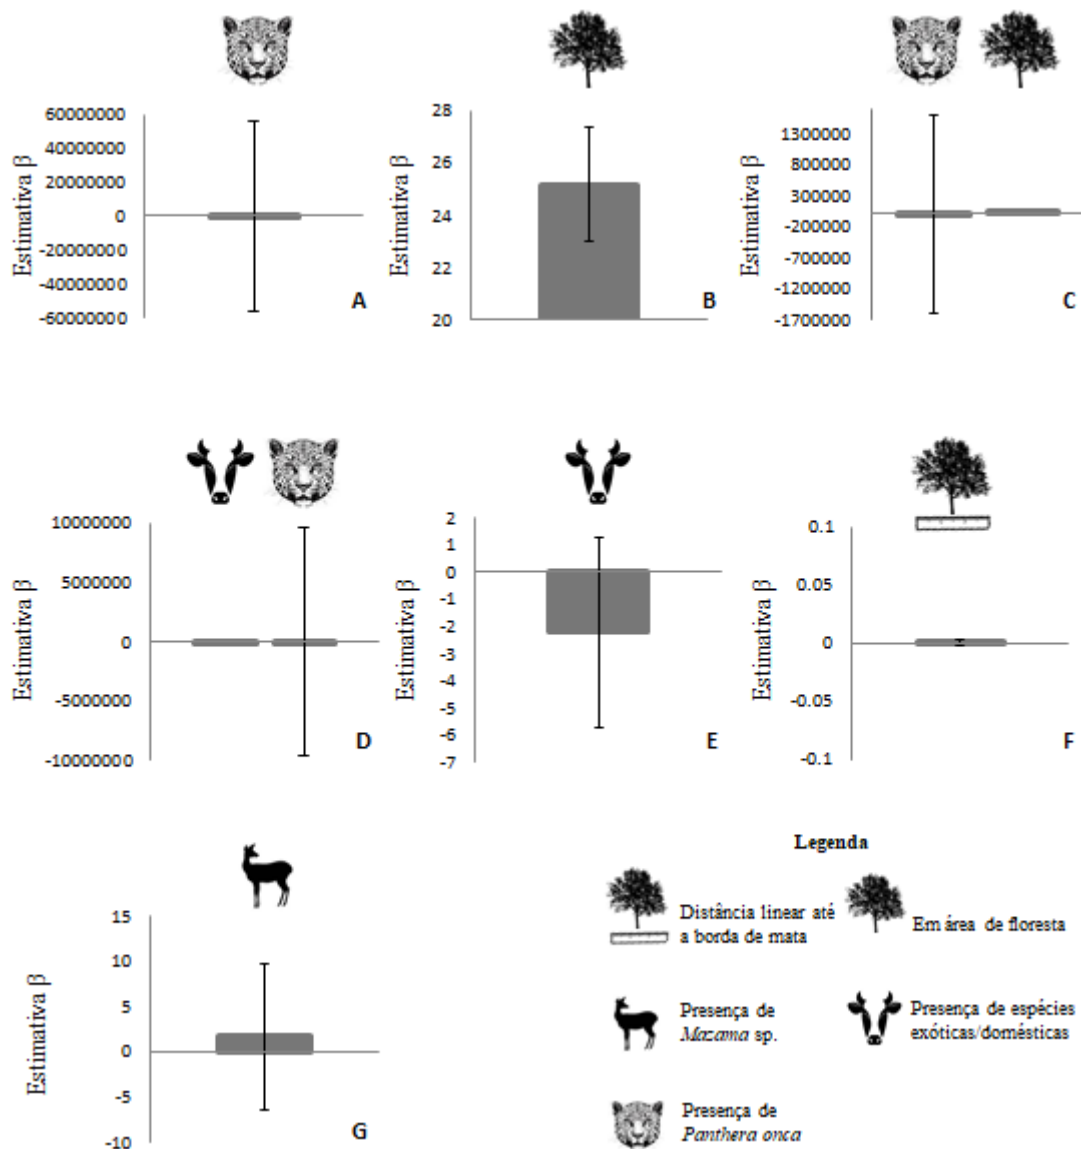 Estimativa β
60000000
40000000
20000000
0
-20000000
-40000000
-60000000
A
Estimativa β
28
26
24
22
20
B
Estimativa β
1300000
800000
300000
-200000
-700000
-1200000
-1700000
C
Estimativa β
10000000
5000000
0
-5000000
-10000000
D
Estimativa β
2
1
0
-1
-2
-3
-4
-5
-6
-7
E
Estimativa β
0.1
0.05
0
-0.05
-0.1
F
Estimativa β
15
10
5
0
-5
-10
G
Legenda
Distância linear até
a borda de mata
Em área de floresta
Presença de
Mazama sp.
Presença de espécies
exóticas/domésticas
Presença de
Panthera onca